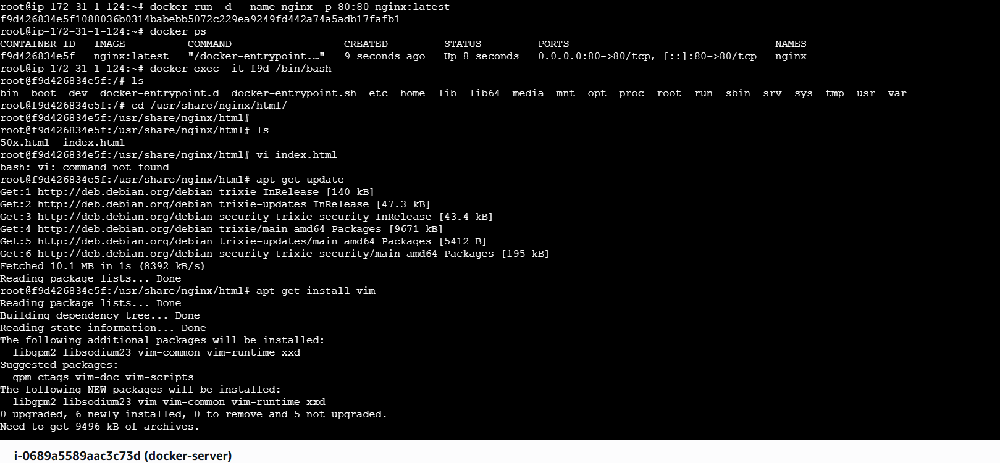 root@ip-172-31-1-124:~# docker run -d --name nginx -p 80:80 nginx:latest
f9d426834e5f1088036b0314babebb5072c229ea9249fd442a74a5adb17fafb1
root@ip-172-31-1-124:~# docker ps
CONTAINER ID   IMAGE          COMMAND                  CREATED         STATUS         PORTS                                 NAMES
f9d426834e5f   nginx:latest   "/docker-entrypoint.…"   9 seconds ago   Up 8 seconds   0.0.0.0:80->80/tcp, [::]:80->80/tcp   nginx
root@ip-172-31-1-124:~# docker exec -it f9d /bin/bash
root@f9d426834e5f:/# ls
bin  boot  dev  docker-entrypoint.d  docker-entrypoint.sh  etc  home  lib  lib64  media  mnt  opt  proc  root  run  sbin  srv  sys  tmp  usr  var
root@f9d426834e5f:/# cd /usr/share/nginx/html/
root@f9d426834e5f:/usr/share/nginx/html#
root@f9d426834e5f:/usr/share/nginx/html# ls
50x.html  index.html
root@f9d426834e5f:/usr/share/nginx/html# vi index.html
bash: vi: command not found
root@f9d426834e5f:/usr/share/nginx/html# apt-get update
Get:1 http://deb.debian.org/debian trixie InRelease [140 kB]
Get:2 http://deb.debian.org/debian trixie-updates InRelease [47.3 kB]
Get:3 http://deb.debian.org/debian-security trixie-security InRelease [43.4 kB]
Get:4 http://deb.debian.org/debian trixie/main amd64 Packages [9671 kB]
Get:5 http://deb.debian.org/debian trixie-updates/main amd64 Packages [5412 B]
Get:6 http://deb.debian.org/debian-security trixie-security/main amd64 Packages [195 kB]
Fetched 10.1 MB in 1s (8392 kB/s)
Reading package lists... Done
root@f9d426834e5f:/usr/share/nginx/html# apt-get install vim
Reading package lists... Done
Building dependency tree... Done
Reading state information... Done
The following additional packages will be installed:
  libgpm2 libsodium23 vim-common vim-runtime xxd
Suggested packages:
  gpm ctags vim-doc vim-scripts
The following NEW packages will be installed:
  libgpm2 libsodium23 vim vim-common vim-runtime xxd
0 upgraded, 6 newly installed, 0 to remove and 5 not upgraded.
Need to get 9496 kB of archives.
i-0689a5589aac3c73d (docker-server)